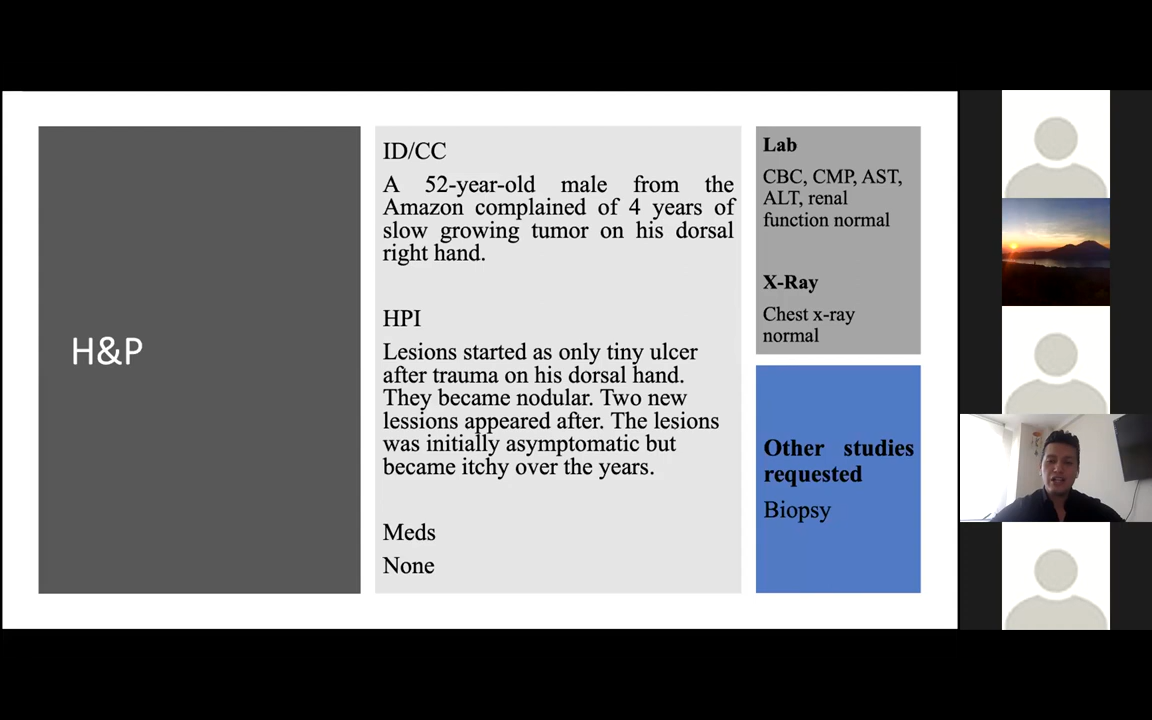 H&P
ID/CC
A 52-year-old male from the
Amazon complained of 4 years of
slow growing tumor on his dorsal
right hand.
HPI
Lesions started as only tiny ulcer
after trauma on his dorsal hand.
They became nodular. Two new
lessions appeared after. The lesions
was initially asymptomatic but
became itchy over the years.
Meds
None
Lab
CBC, CMP, AST,
ALT, renal
function normal
X-Ray
Chest x-ray
normal
Other studies
requested
Biopsy